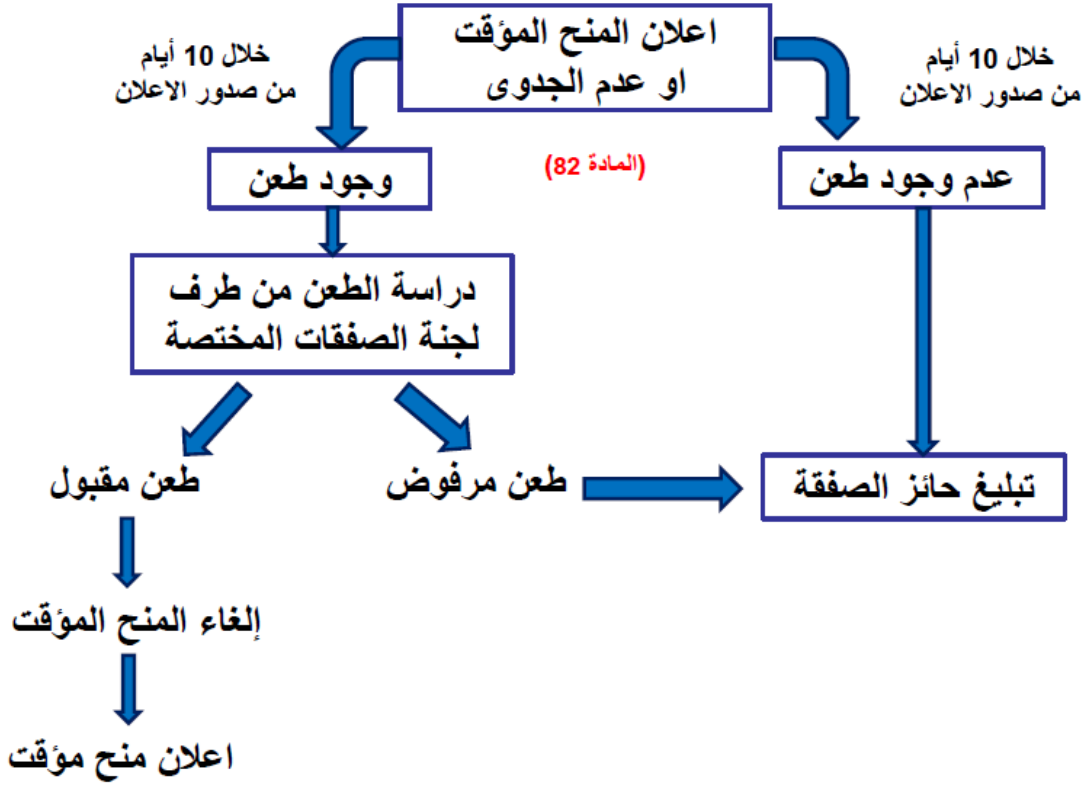 اعلان المنح المؤقت
او عدم الجدوى
خلال 10 أيام
من صدور الاعلان
خلال 10 أيام
من صدور الاعلان
(المادة 82)
عدم وجود طعن
وجود طعن
دراسة الطعن من طرف
لجنة الصفقات المختصة
تبليغ حائز الصفقة
طعن مرفوض
طعن مقبول
إلغاء المنح المؤقت
اعلان منح مؤقت